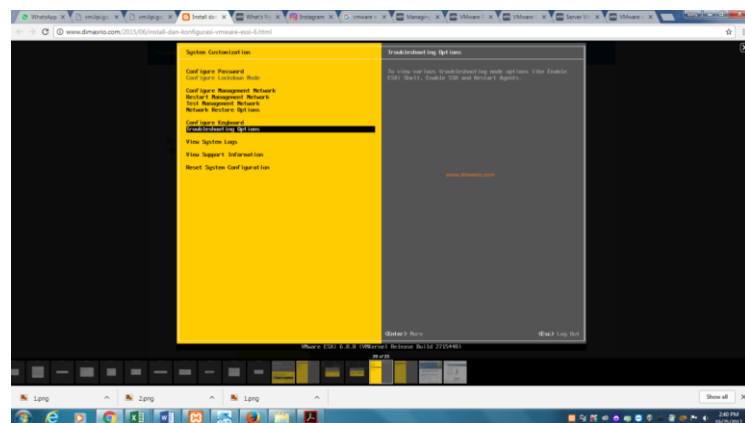 WhatsApp
Install dan
What's Ne
Instagram
Managing
VMware
VMware
Server Vi
VMware
www.dimasrio.com/2015/06/install-dan-konfigurasi-vmware-esxi-6.html
System Customization
Configure Password
Configure Lockdown Mode
Configure Management Network
Restart Management Network
Test Management Network
Network Restore Options
Configure Keyboard
Troubleshooting Options
View System Logs
View Support Information
Reset System Configuration
Troubleshooting Options
To view various troubleshooting mode options like Enable
ESXi Shell, Enable SSH and Restart Agents.
www.dimasrio.com
<Enter> More
<Esc> Log Out
VMware ESXi 6.0.0 (VMKernel Release Build 2715440)
1.png
2.png
1.png
Show all
2:40 PM